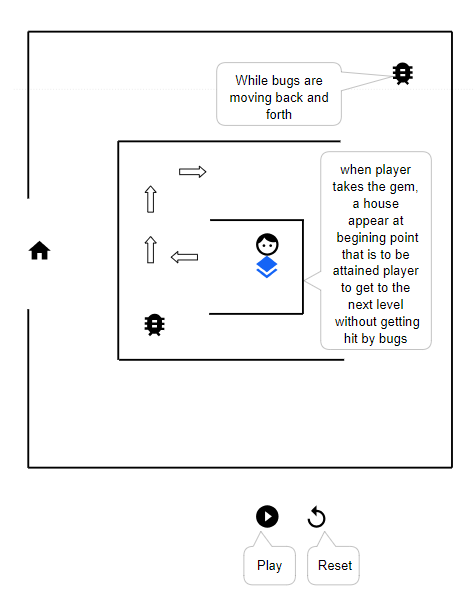 While bugs are
moving back and
forth
when player
takes the gem,
a house
appear at
begining point
that is to be
attained player
to get to the
next level
without getting
hit by bugs
Play
Reset